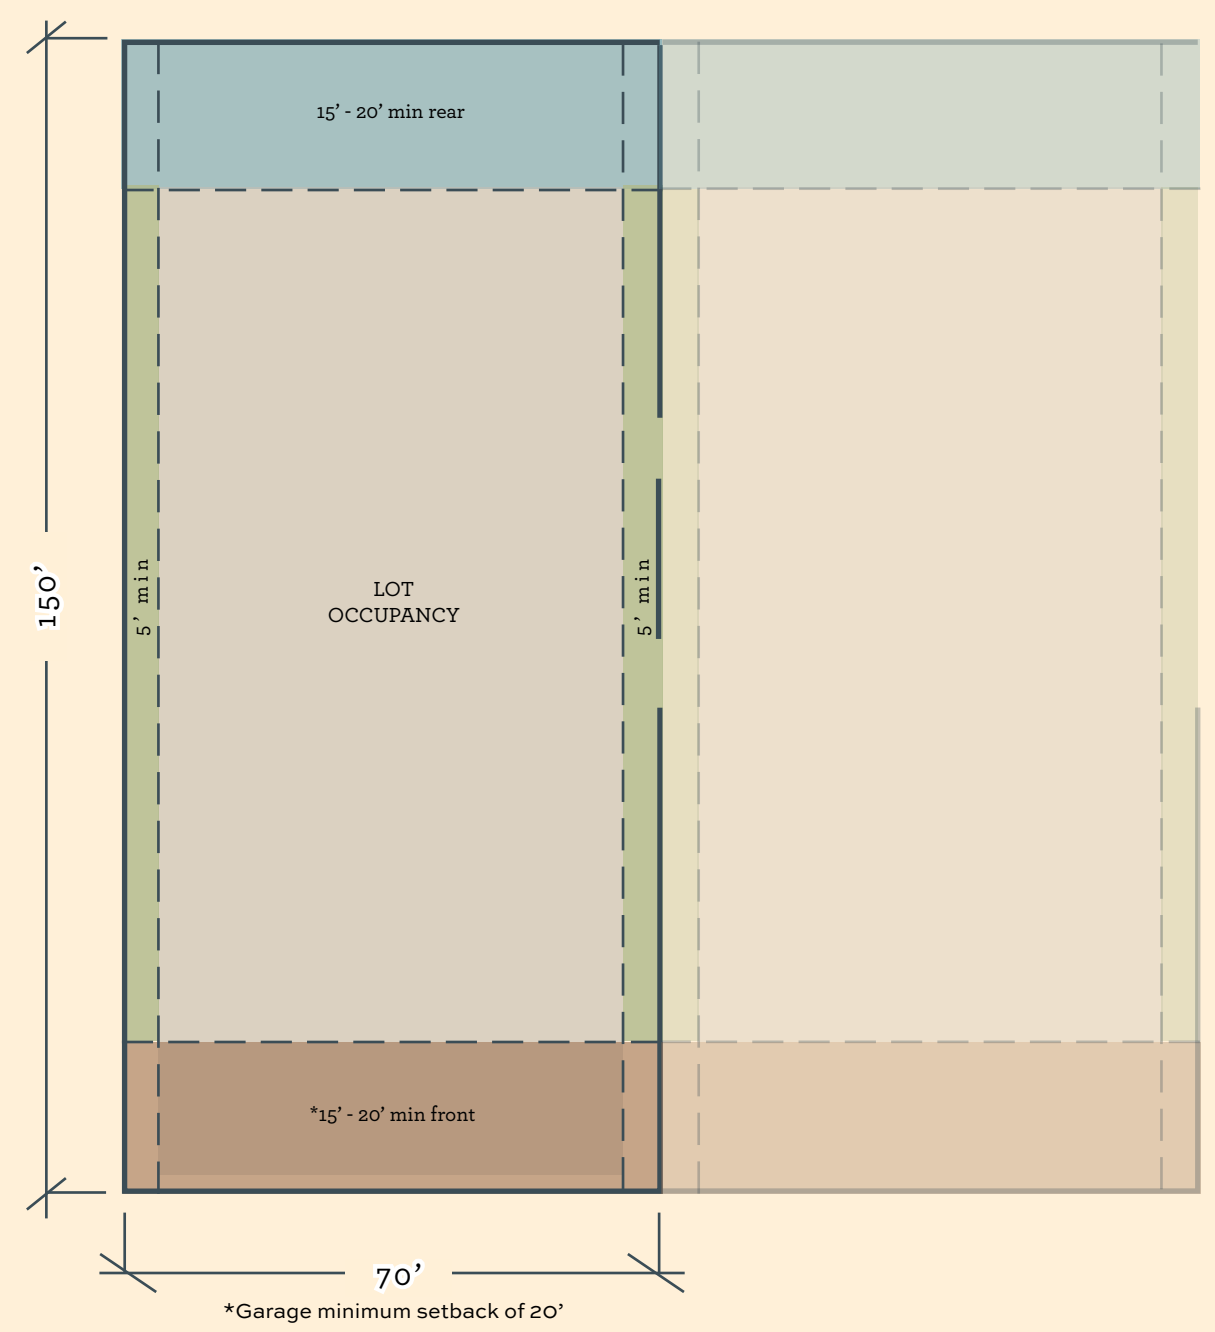 15’ - 20’ min rear
150’
5’ min
LOT
OCCUPANCY
5’ min
*15’ - 20’ min front
70’
*Garage minimum setback of 20’